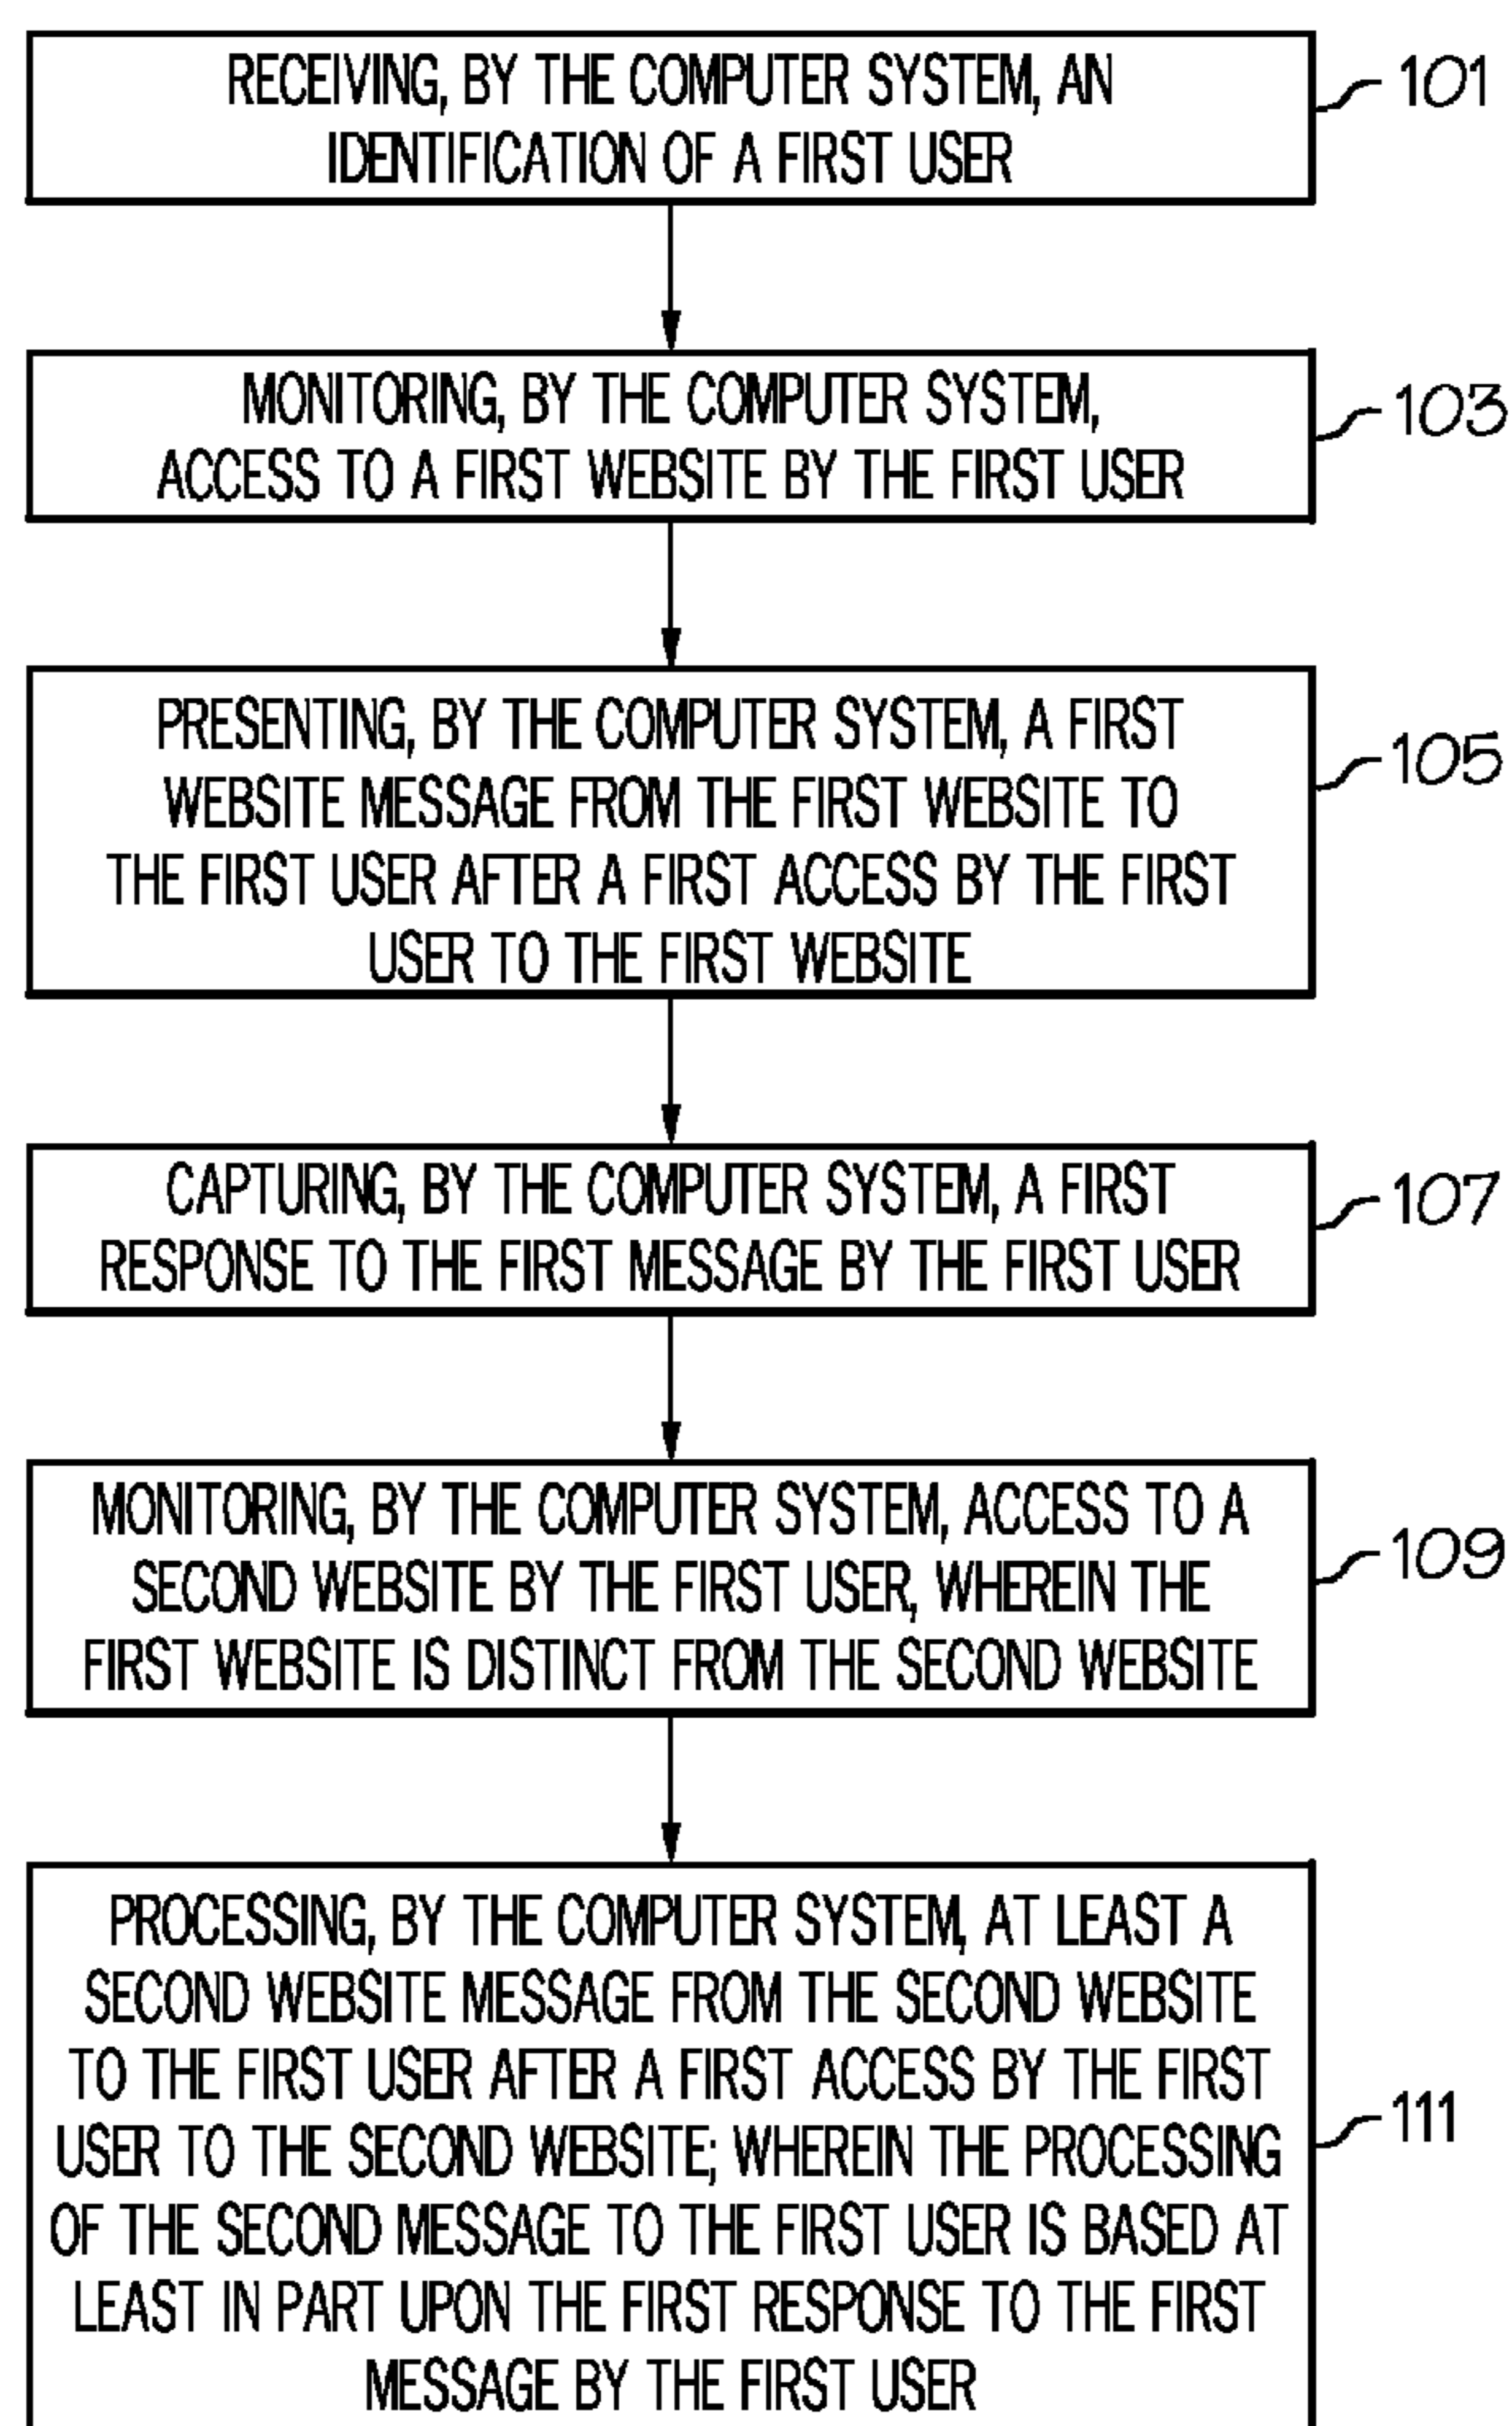 RECEIVING, BY THE COMPUTER SYSTEM, AN
IDENTIFICATION OF A FIRST USER
101
MONITORING, BY THE COMPUTER SYSTEM,
ACCESS TO A FIRST WEBSITE BY THE FIRST USER
103
PRESENTING, BY THE COMPUTER SYSTEM, A FIRST
WEBSITE MESSAGE FROM THE FIRST WEBSITE TO
THE FIRST USER AFTER A FIRST ACCESS BY THE FIRST
USER TO THE FIRST WEBSITE
105
CAPTURING, BY THE COMPUTER SYSTEM, A FIRST
RESPONSE TO THE FIRST MESSAGE BY THE FIRST USER
107
MONITORING, BY THE COMPUTER SYSTEM, ACCESS TO A
SECOND WEBSITE BY THE FIRST USER, WHEREIN THE
FIRST WEBSITE IS DISTINCT FROM THE SECOND WEBSITE
109
PROCESSING, BY THE COMPUTER SYSTEM, AT LEAST A
SECOND WEBSITE MESSAGE FROM THE SECOND WEBSITE
TO THE FIRST USER AFTER A FIRST ACCESS BY THE FIRST
USER TO THE SECOND WEBSITE; WHEREIN THE PROCESSING
OF THE SECOND MESSAGE TO THE FIRST USER IS BASED AT
LEAST IN PART UPON THE FIRST RESPONSE TO THE FIRST
MESSAGE BY THE FIRST USER
111